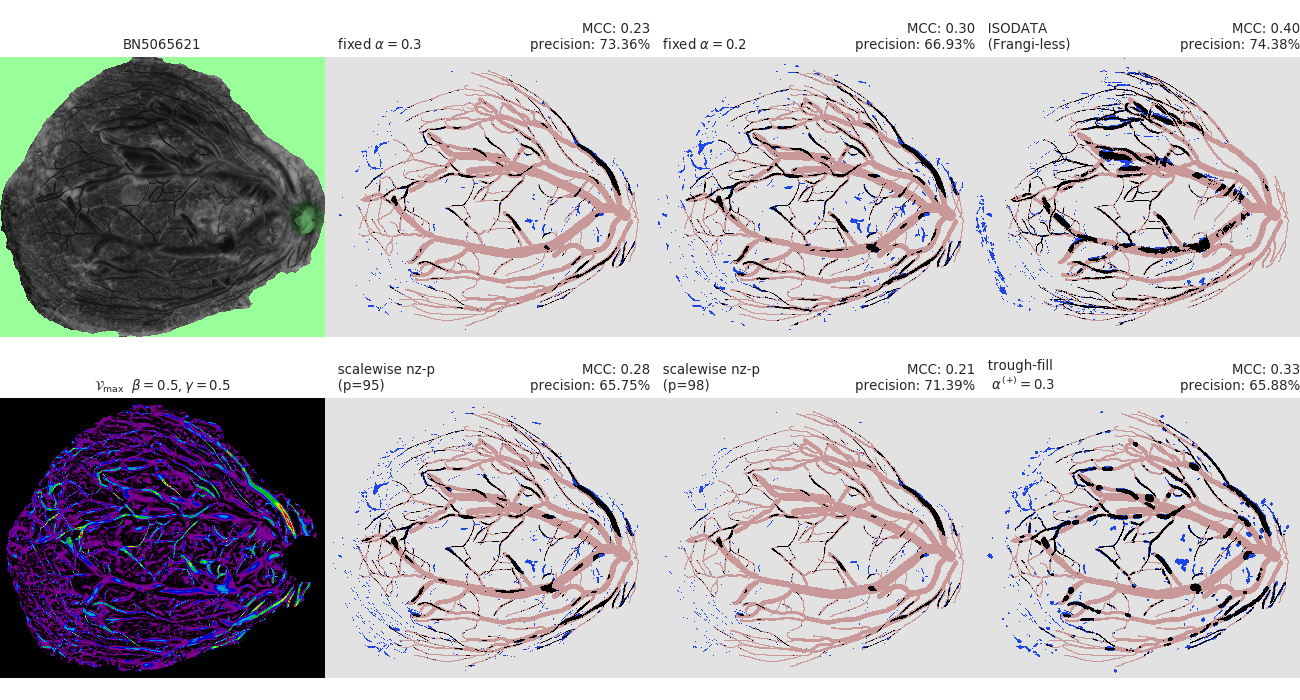 BN5065621
fixed α = 0.3
MCC: 0.23
precision: 73.36%
fixed α = 0.2
MCC: 0.30
precision: 66.93%
ISODATA
(Frangi-less)
MCC: 0.40
precision: 74.38%
𝒱max β = 0.5, γ = 0.5
scalewise nz-p
(p=95)
MCC: 0.28
precision: 65.75%
scalewise nz-p
(p=98)
MCC: 0.21
precision: 71.39%
trough-fill
α(+) = 0.3
MCC: 0.33
precision: 65.88%